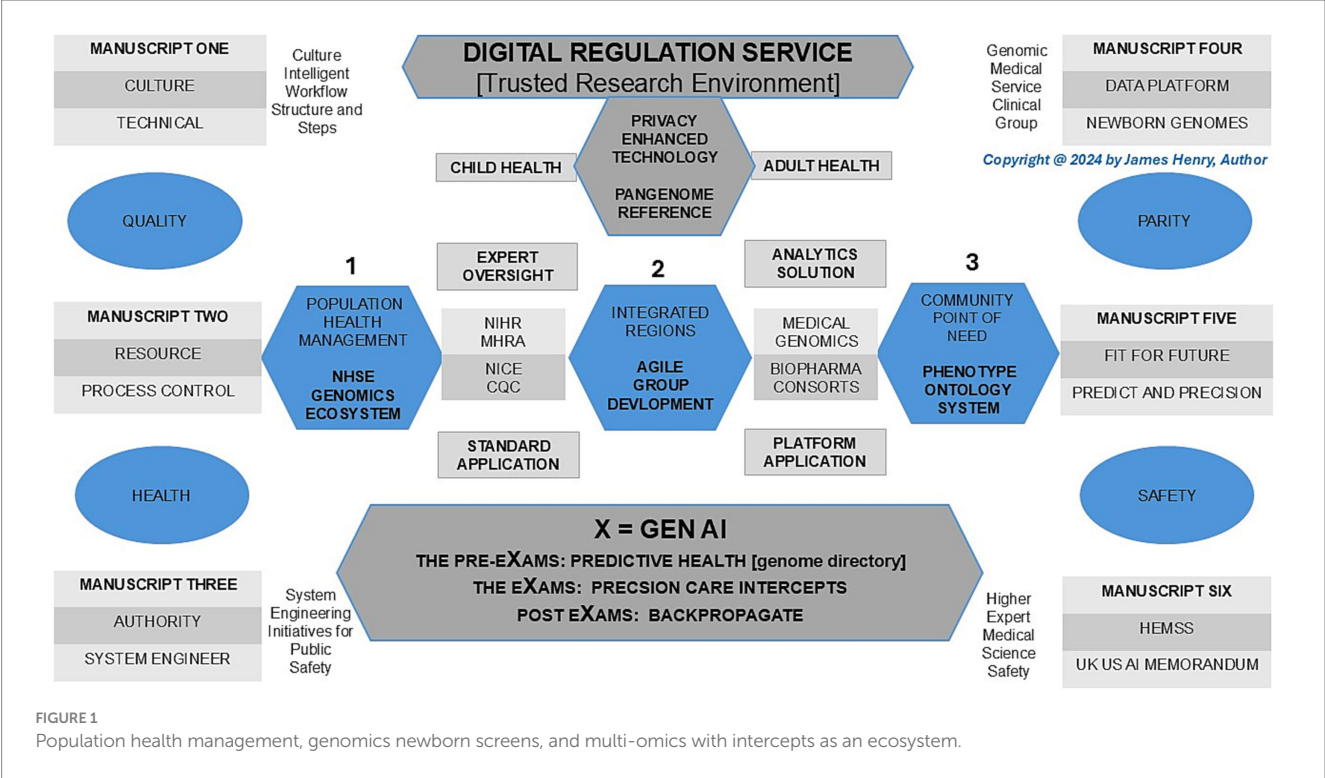 MANUSCRIPT ONE
CULTURE
TECHNICAL
Culture
Intelligent
Workflow
Structure and
Steps
DIGITAL REGULATION SERVICE
[Trusted Research Environment]
Genomic
Medical
Service
Clinical
Group
MANUSCRIPT FOUR
DATA PLATFORM
NEWBORN GENOMES
Copyright @ 2024 by James Henry, Author
CHILD HEALTH
PRIVACY
ENHANCED
TECHNOLOGY
PANGENOME
REFERENCE
ADULT HEALTH
QUALITY
PARITY
EXPERT
OVERSIGHT
ANALYTICS
SOLUTION
MANUSCRIPT TWO
RESOURCE
PROCESS CONTROL
1
POPULATION
HEALTH
MANAGEMENT
NHSE
GENOMICS
ECOSYSTEM
NIHR
MHRA
NICE
CQC
2
INTEGRATED
REGIONS
AGILE
GROUP
DEVLOPMENT
MEDICAL
GENOMICS
BIOPHARMA
CONSORTS
3
COMMUNITY
POINT OF
NEED
PHENOTYPE
ONTOLOGY
SYSTEM
MANUSCRIPT FIVE
FIT FOR FUTURE
PREDICT AND PRECISION
STANDARD
APPLICATION
PLATFORM
APPLICATION
HEALTH
SAFETY
X = GEN AI
THE PRE-EXAMS: PREDICTIVE HEALTH [genome directory]
THE EXAMS: PRECSION CARE INTERCEPTS
POST EXAMS: BACKPROPAGATE
MANUSCRIPT THREE
AUTHORITY
SYSTEM ENGINEER
System
Engineering
Initiatives for
Public
Safety
Higher
Expert
Medical
Science
Safety
MANUSCRIPT SIX
HEMSS
UK US AI MEMORANDUM
FIGURE 1
Population health management, genomics newborn screens, and multi-omics with intercepts as an ecosystem.